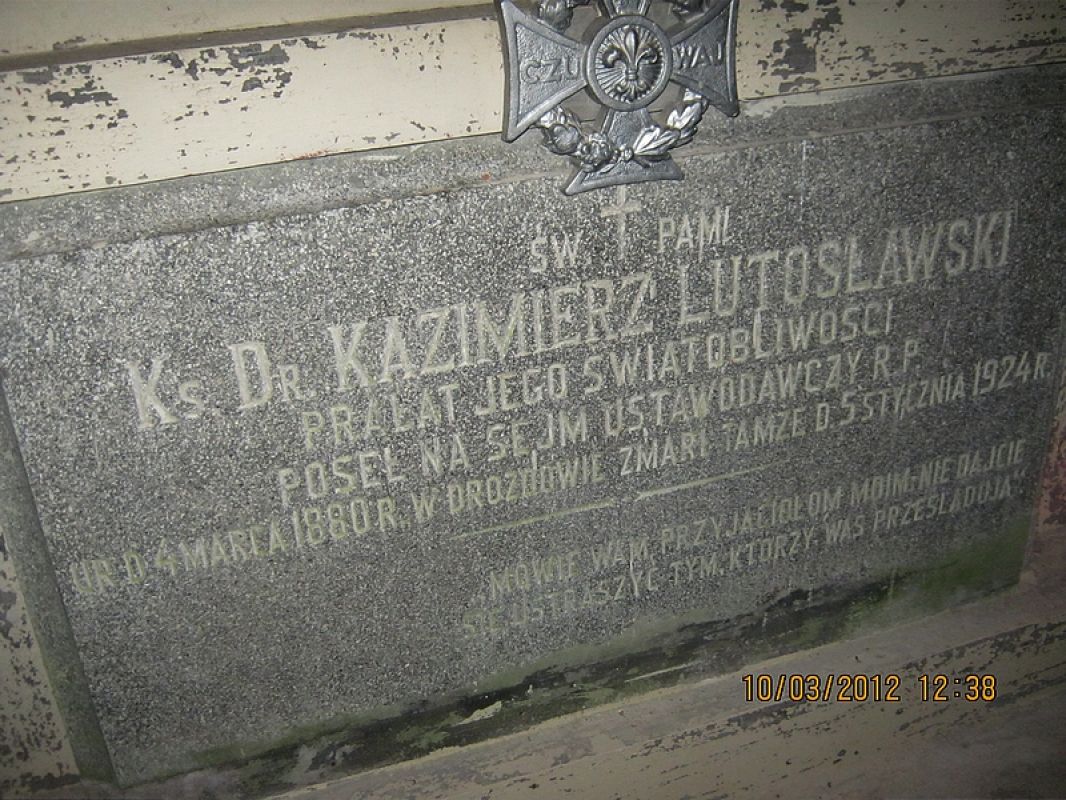 CZU WAJ
ŚW. PAMI
KS DR KAZIMIERZ LUTOSŁAWSKI
PRAŁAT JEGO ŚWIATOBLIWOSCI
POSEŁ NA SEJM USTAWODAWCZY R.P.
UR. D. 4 MARCA 1880 R. W DROZDOWIE ZMARŁ TAMŻE D. 5 STYCZNIA 1924 R.
MÓWIĘ WAM, PRZYJACIOŁOM MOIM: NIE DAJCIE
SIĘ USTRASZYĆ TYM, KTÓRZY WAS PRZEŚLADUJĄ"
10/03/2012 12:38